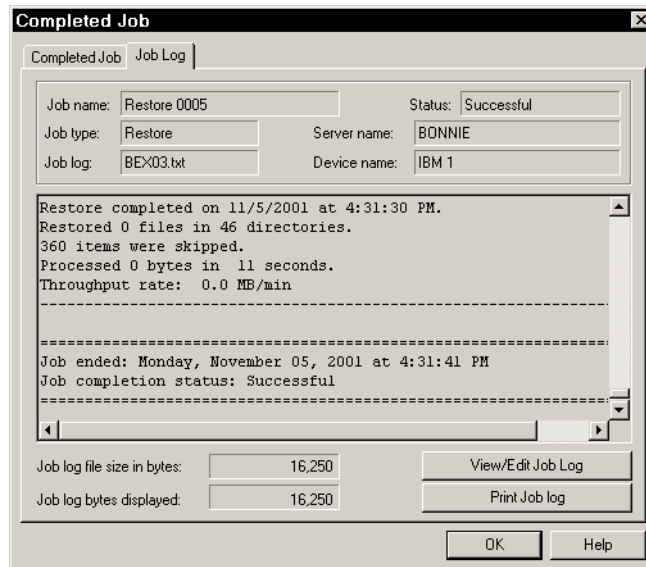 Completed Job
Completed Job Job Log
Job name: Restore 0005 Status: Successful
Job type: Restore Server name: BONNIE
Job log: BEX03.txt Device name: IBM 1
Restore completed on 11/5/2001 at 4:31:30 PM.
Restored 0 files in 46 directories.
360 items were skipped.
Processed 0 bytes in  11 seconds.
Throughput rate:  0.0 MB/min
----------------------------------------------------------------------
======================================================================
Job ended: Monday, November 05, 2001 at 4:31:41 PM
Job completion status: Successful
======================================================================
Job log file size in bytes: 16,250 View/Edit Job Log
Job log bytes displayed: 16,250 Print Job log
OK Help